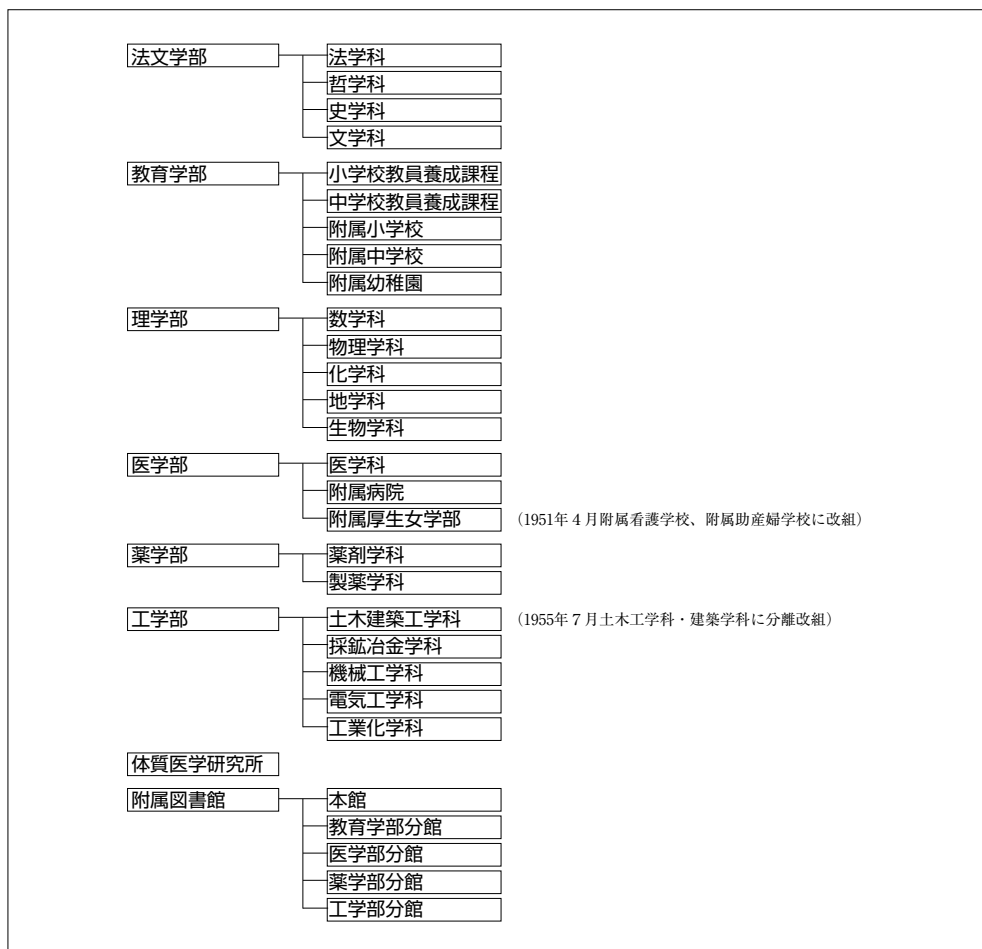 法文学部 法学科
哲学科
史学科
文学科
教育学部 小学校教員養成課程
中学校教員養成課程
附属小学校
附属中学校
附属幼稚園
理学部 数学科
物理学科
化学科
地学科
生物学科
医学部 医学科
附属病院
附属厚生女学部 (1951年4月附属看護学校、附属助産婦学校に改組)
薬学部 薬剤学科
製薬学科
工学部 土木建築工学科 (1955年7月土木工学科・建築学科に分離改組)
採鉱冶金学科
機械工学科
電気工学科
工業化学科
体質医学研究所
附属図書館 本館
教育学部分館
医学部分館
薬学部分館
工学部分館